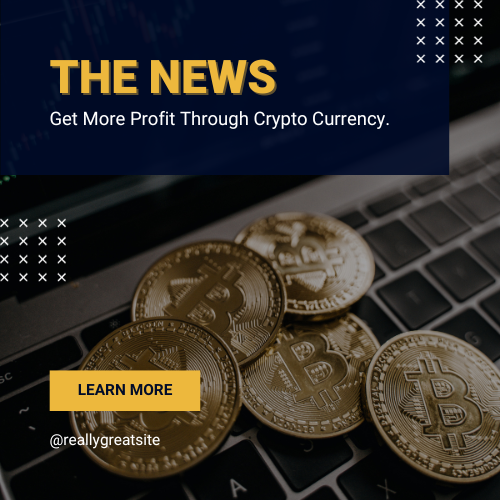 THE NEWS
Get More Profit Through Crypto Currency.
LEARN MORE
@reallygreatsite